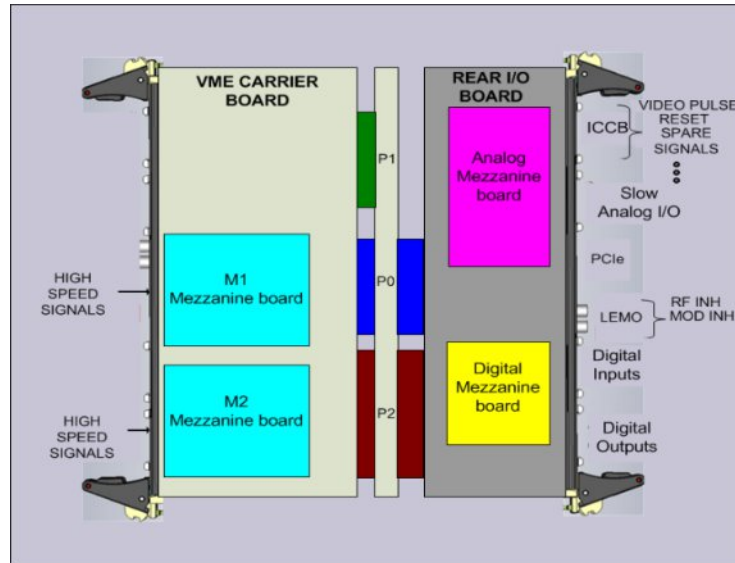 VME CARRIER
BOARD
REAR I/O
BOARD
P1
P0
P2
M1
Mezzanine board
M2
Mezzanine board
HIGH
SPEED
SIGNALS
HIGH
SPEED
SIGNALS
Analog
Mezzanine
board
Digital
Mezzanine
board
ICCB
VIDEO PULSE
RESET
SPARE
SIGNALS
Slow
Analog I/O
PCIe
LEMO
RF INH
MOD INH
Digital
Inputs
Digital
Outputs